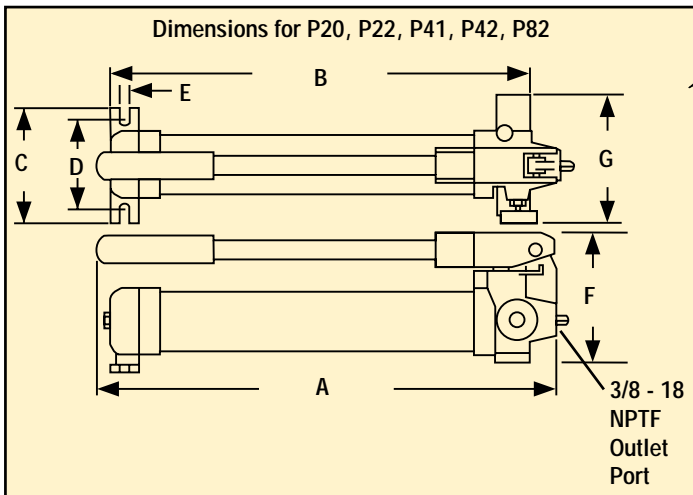 Dimensions for P20, P22, P41, P42, P82
B
E
C
D
G
F
A
3/8 - 18
NPTF
Outlet
Port